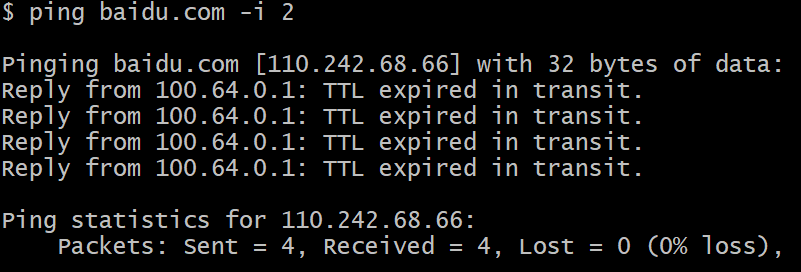 $ ping baidu.com -i 2
Pinging baidu.com [110.242.68.66] with 32 bytes of data:
Reply from 100.64.0.1: TTL expired in transit.
Reply from 100.64.0.1: TTL expired in transit.
Reply from 100.64.0.1: TTL expired in transit.
Reply from 100.64.0.1: TTL expired in transit.
Ping statistics for 110.242.68.66:
    Packets: Sent = 4, Received = 4, Lost = 0 (0% loss),